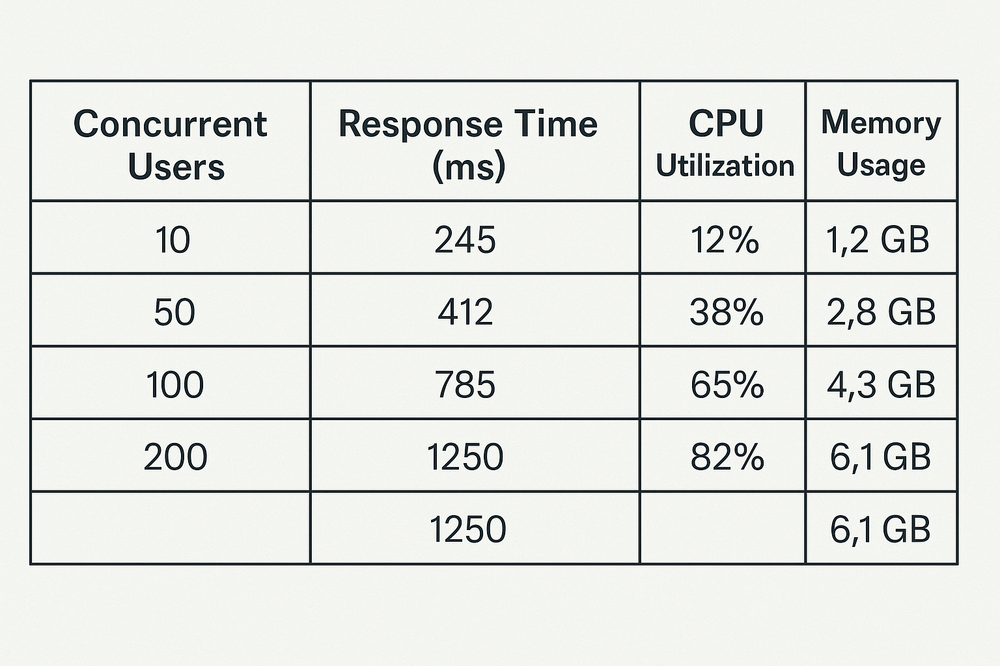 Concurrent Users Response Time (ms) CPU Utilization Memory Usage
10 245 12% 1,2 GB
50 412 38% 2,8 GB
100 785 65% 4,3 GB
200 1250 82% 6,1 GB
1250 6,1 GB